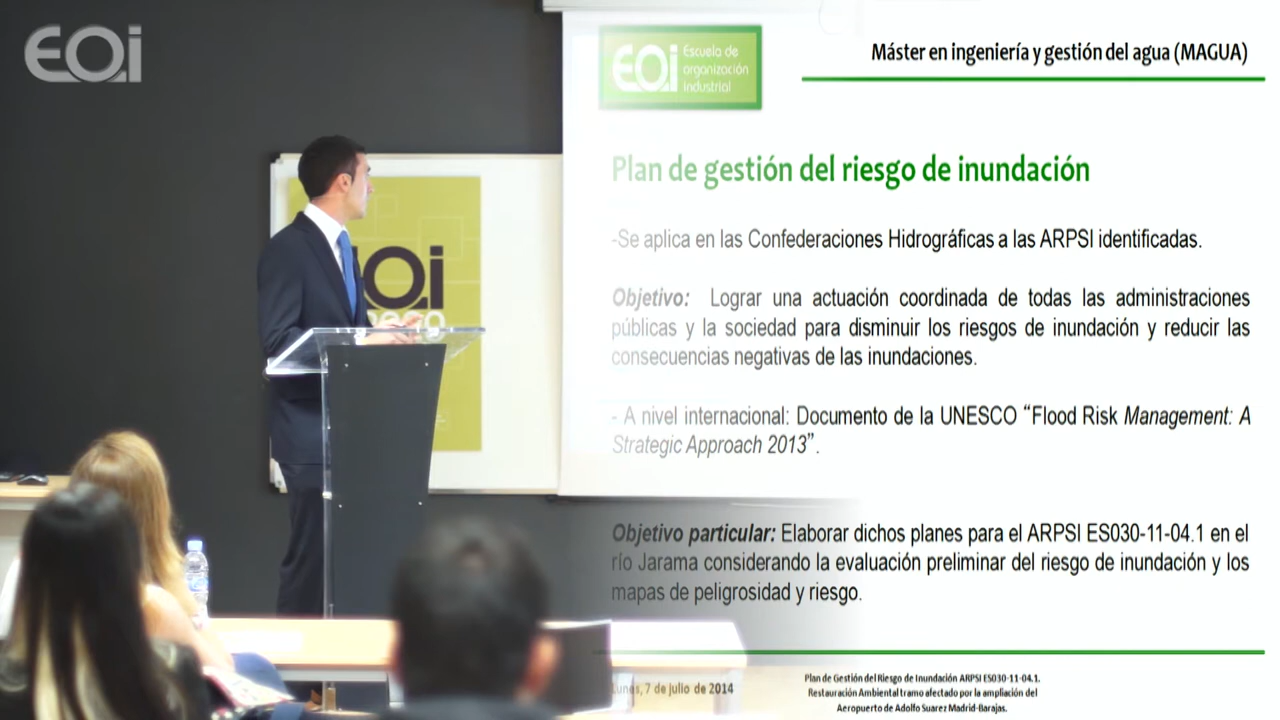 EOi
EOi
Escuela de
organización
industrial
Máster en ingeniería y gestión del agua (MAGUA)
Plan de gestión del riesgo de inundación
-Se aplica en las Confederaciones Hidrográficas a las ARPSI identificadas.
Objetivo: Lograr una actuación coordinada de todas las administraciones
públicas y la sociedad para disminuir los riesgos de inundación y reducir las
consecuencias negativas de las inundaciones.
- A nivel internacional: Documento de la UNESCO “Flood Risk Management: A
Strategic Approach 2013”.
Objetivo particular: Elaborar dichos planes para el ARPSI ES030-11-04.1 en el
río Jarama considerando la evaluación preliminar del riesgo de inundación y los
mapas de peligrosidad y riesgo.
Lunes, 7 de julio de 2014
Plan de Gestión del Riesgo de Inundación ARPSI ES030-11-04.1.
Restauración Ambiental tramo afectado por la ampliación del
Aeropuerto de Adolfo Suarez Madrid-Barajas.